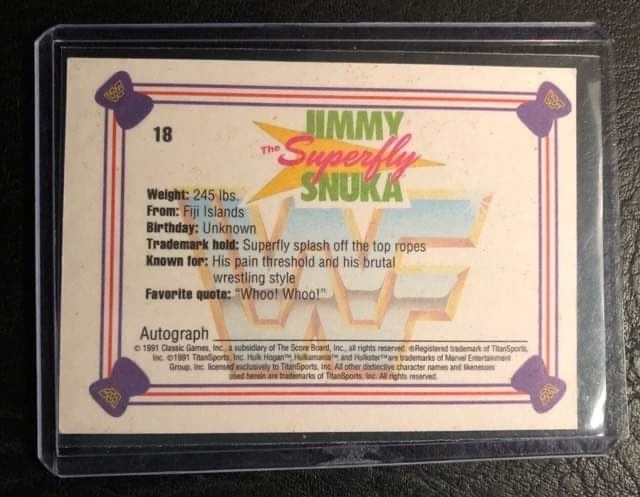 18
JIMMY
The Superfly
SNUKA
Weight: 245 lbs.
From: Fiji Islands
Birthday: Unknown
Trademark hold: Superfly splash off the top ropes
Known for: His pain threshold and his brutal
wrestling style
Favorite quote: "Whoo! Whoo!"
Autograph
© 1991 Classic Games, Inc., a subsidiary of The Score Board, Inc., all rights reserved. ®Registered trademark of TitanSports,
Inc. ©1991 TitanSports, Inc. Hulk Hogan™, Hulkamania™ and Hulkster™ are trademarks of Marvel Entertainment
Group, Inc. licensed exclusively to TitanSports, Inc. All other distinctive character names and likenesses
used herein are trademarks of TitanSports, Inc. All rights reserved.
WF